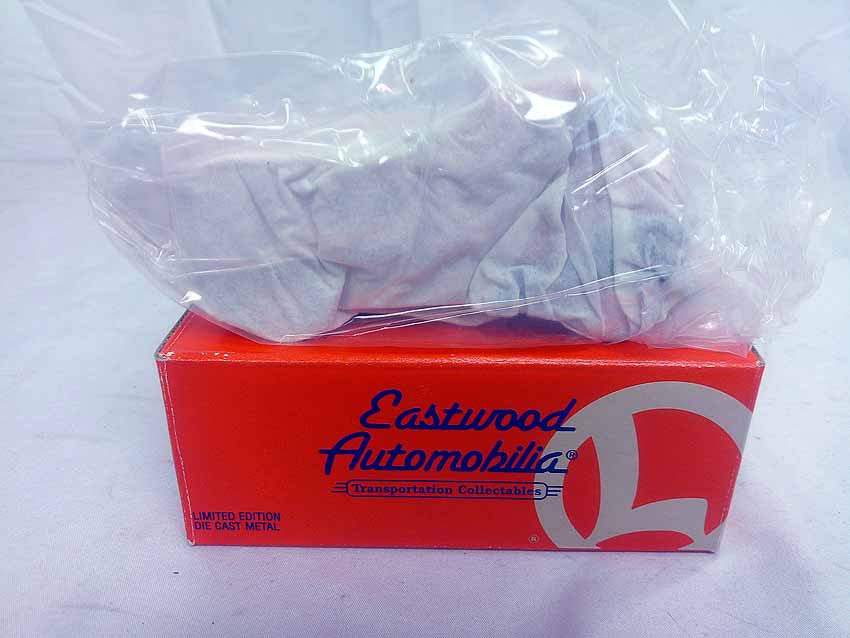 Eastwood
Automobilia®
Transportation Collectables
LIMITED EDITION
DIE CAST METAL
L
®